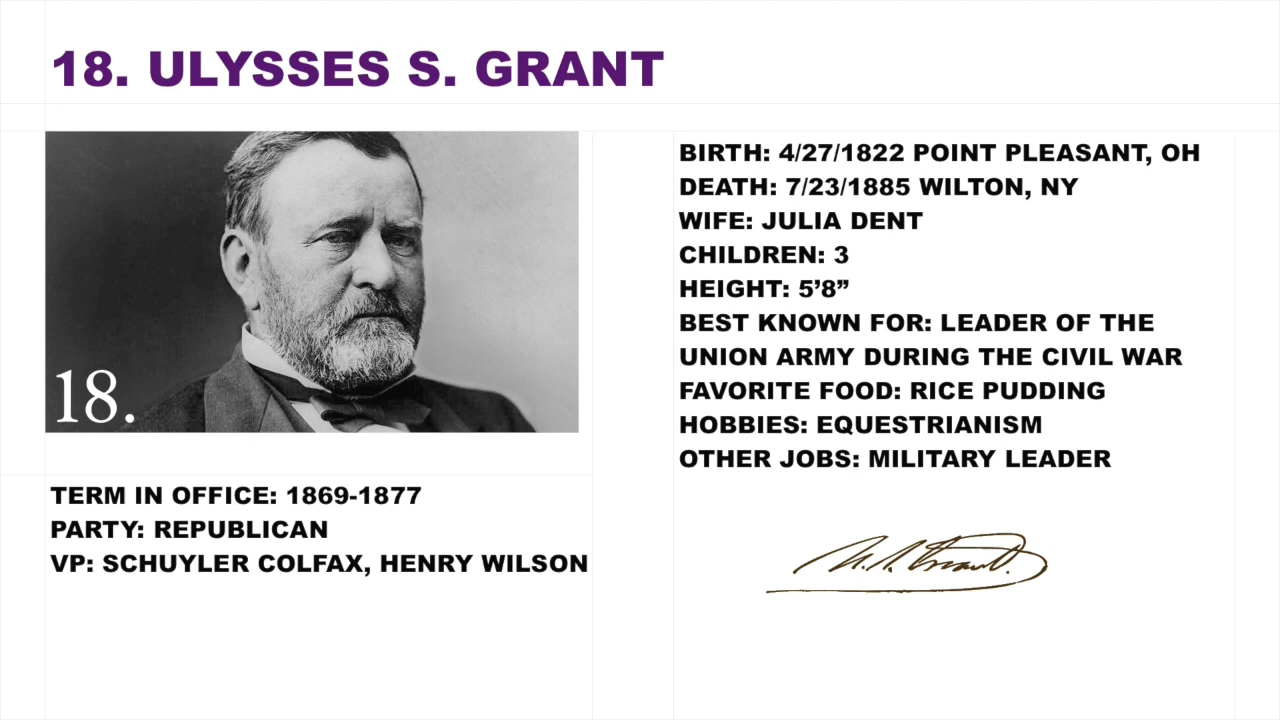 18. ULYSSES S. GRANT
18.
TERM IN OFFICE: 1869-1877
PARTY: REPUBLICAN
VP: SCHUYLER COLFAX, HENRY WILSON
BIRTH: 4/27/1822 POINT PLEASANT, OH
DEATH: 7/23/1885 WILTON, NY
WIFE: JULIA DENT
CHILDREN: 3
HEIGHT: 5’8”
BEST KNOWN FOR: LEADER OF THE
UNION ARMY DURING THE CIVIL WAR
FAVORITE FOOD: RICE PUDDING
HOBBIES: EQUESTRIANISM
OTHER JOBS: MILITARY LEADER
U. S. Grant.